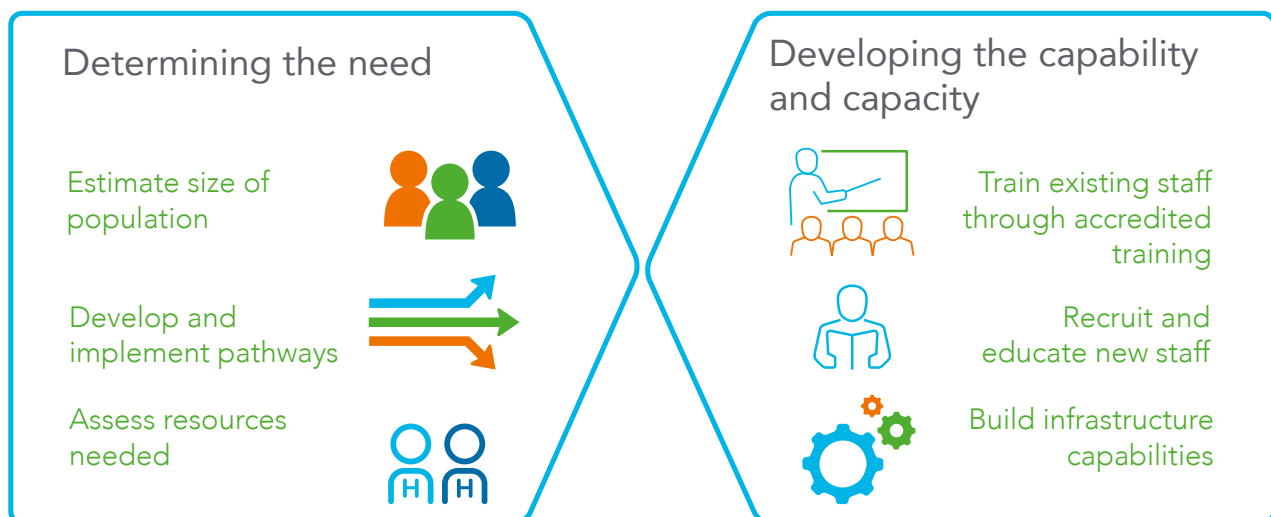 Determining the need
Estimate size of
population
Develop and
implement pathways
Assess resources
needed
H H
Developing the capability
and capacity
Train existing staff
through accredited
training
Recruit and
educate new staff
Build infrastructure
capabilities